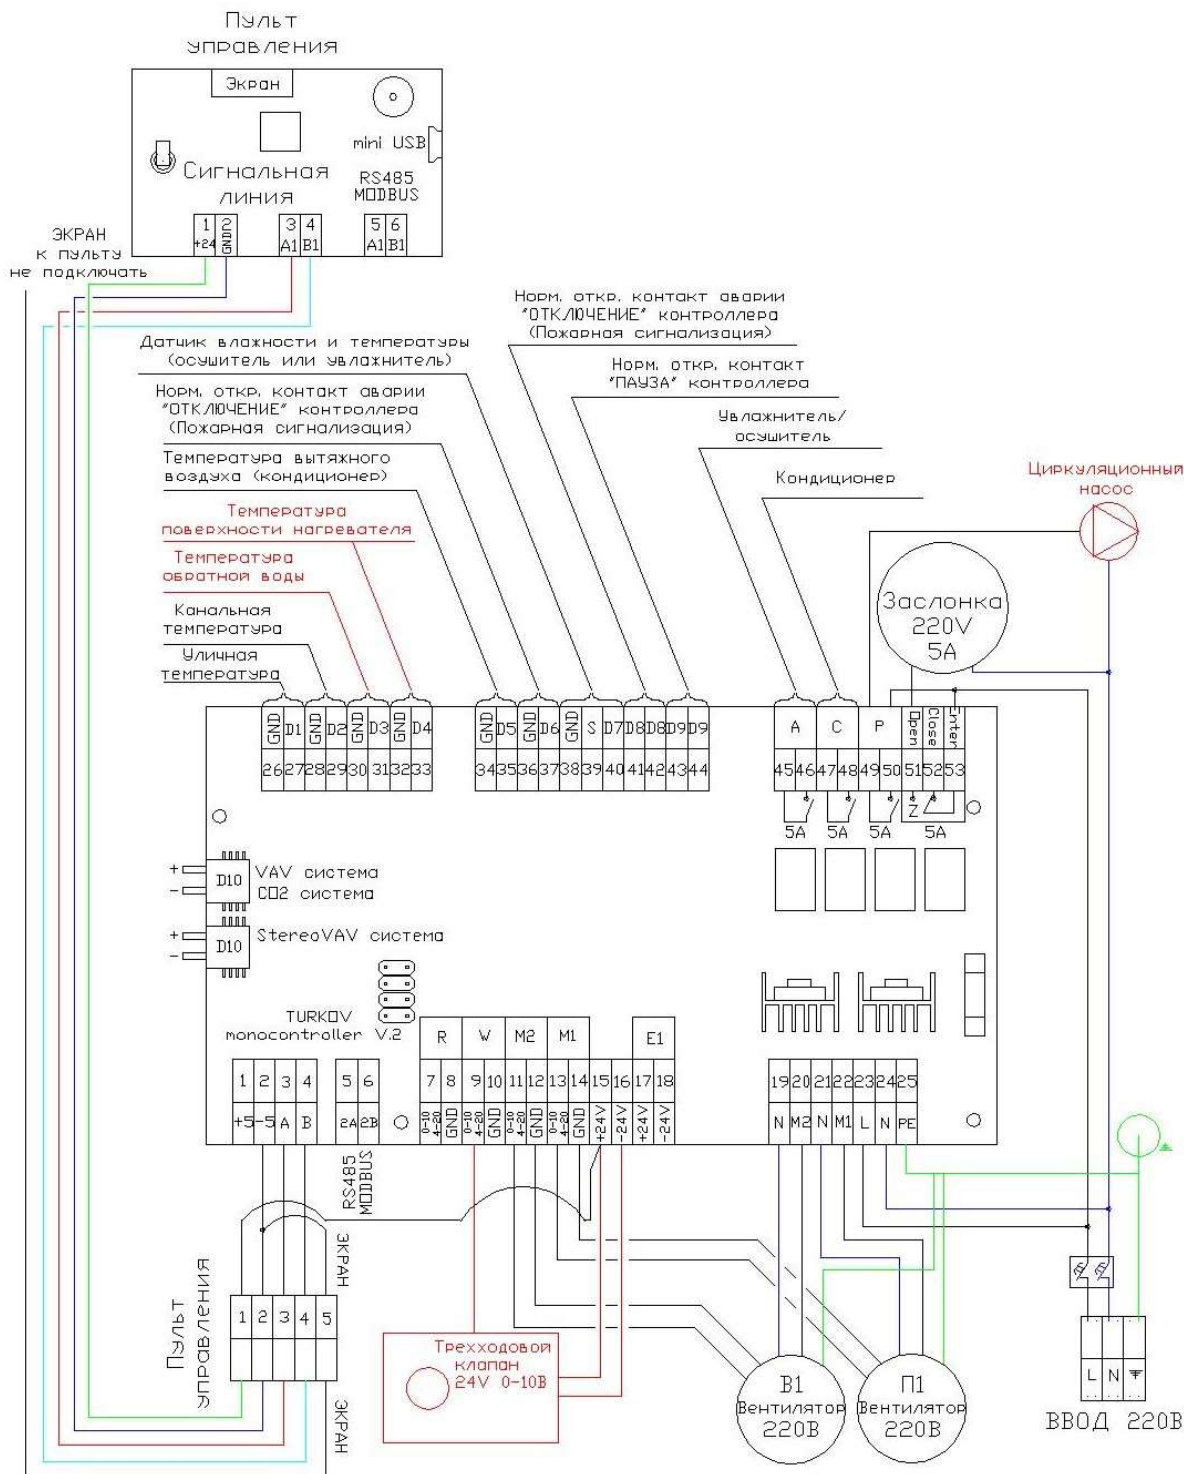 Пульт
управления
Экран
mini USB
Сигнальная
линия
RS485
MODBUS
1 2 3 4 5 6
+24 GND A1 B1 A1 B1
ЭКРАН
к пульту
не подключать
Норм. откр. контакт аварии
"ОТКЛЮЧЕНИЕ" контроллера
(Пожарная сигнализация)
Датчик влажности и температуры
(осушитель или увлажнитель)
Норм. откр. контакт
"ПАУЗА" контроллера
Норм. откр. контакт аварии
"ОТКЛЮЧЕНИЕ" контроллера
(Пожарная сигнализация)
Увлажнитель/
осушитель
Температура вытяжного
воздуха (кондиционер)
Кондиционер
Циркуляционный
насос
Температура
поверхности нагревателя
Температура
обратной воды
Заслонка
220V
5А
Канальная
температура
Уличная
температура
GND D1 GND D2 GND D3 GND D4 GND D5 GND D6 GND S D7 D8 D8 D9 D9 A C P Open Close Enter
26 27 28 29 30 31 32 33 34 35 36 37 38 39 40 41 42 43 44 45 46 47 48 49 50 51 52 53
Z
5А 5А 5А 5А
+
D10
-
VAV система
CO2 система
+
D10
-
StereoVAV система
TURKOV
monocontroller V.2
R W M2 M1 E1
1 2 3 4 5 6 7 8 9 10 11 12 13 14 15 16 17 18 19 20 21 22 23 24 25
+5 -5 A B 2A 2B 0-10 4-20 GND 0-10 4-20 GND 0-10 4-20 GND 0-10 4-20 GND +24V -24V +24V -24V N M2 N M1 L N PE
RS485
MODBUS
ЭКРАН
Пульт
управления
1 2 3 4 5
ЭКРАН
Трехходовой
клапан
24V 0-10В
В1
Вентилятор
220В
П1
Вентилятор
220В
L N
ВВОД 220В